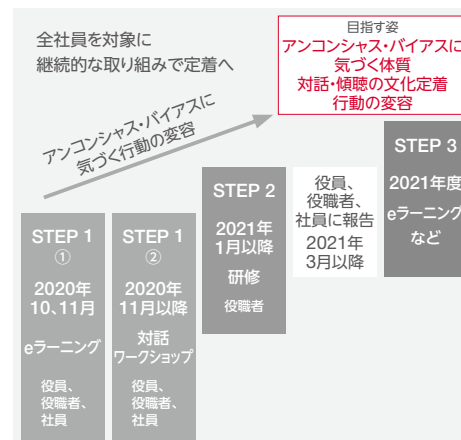 全社員を対象に
継続的な取り組みで定着へ
目指す姿
アンコンシャス・バイアスに
気づく体質
対話・傾聴の文化定着
行動の変容
アンコンシャス・バイアスに
気づく行動の変容
STEP 1
①
2020年
10、11月
eラーニング
役員、
役職者、
社員
STEP 1
②
2020年
11月以降
対話
ワークショップ
役員、
役職者、
社員
STEP 2
2021年
1月以降
研修
役職者
役員、
役職者、
社員に報告
2021年
3月以降
STEP 3
2021年度
eラーニング
など